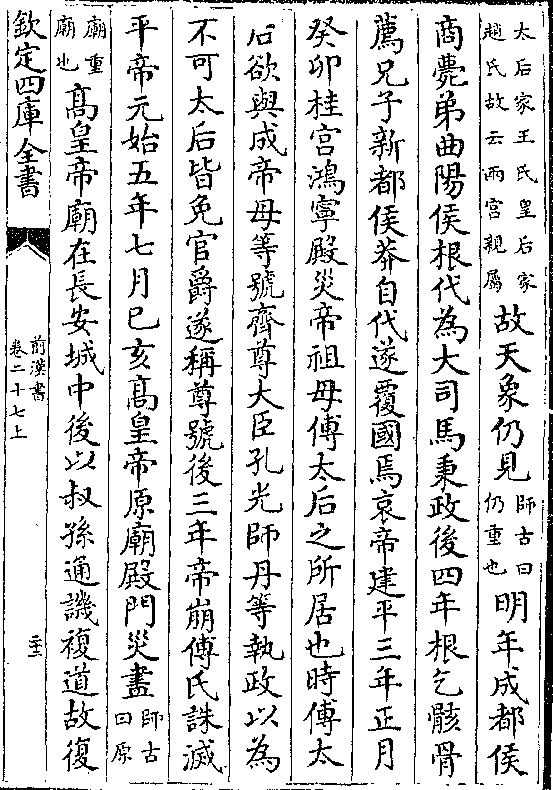 太后家王氏皇后家
趙氏故云兩宫親屬
故天象仍見
師古曰
仍重也
明年成都侯
商薨弟曲陽侯根代為大司馬秉政後四年根乞骸骨
薦兄子新都侯莽自代遂覆國焉哀帝建平三年正月
癸卯桂宫鴻寧殿災帝祖母傅太后之所居也時傅太
后欲與成帝母等號齊尊大臣孔光師丹等執政以為
不可太后皆免官爵遂稱尊號後三年帝崩傅氏誅滅
平帝元始五年七月已亥髙皇帝原廟殿門災盡
師古
曰原
廟重
廟也
髙皇帝廟在長安城中後以叔孫通譏複道故復
欽定四庫全書
前漢書
卷二十七上
二十二